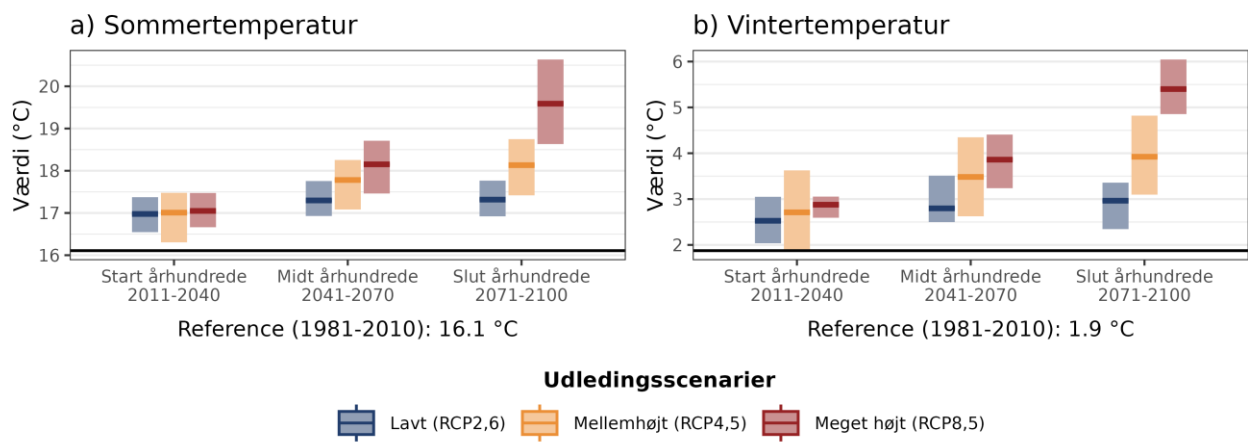 a) Sommertemperatur
Værdi (°C)
20
19
18
17
16
Start århundrede
2011-2040
Midt århundrede
2041-2070
Slut århundrede
2071-2100
Reference (1981-2010): 16.1 °C
b) Vintertemperatur
Værdi (°C)
6
5
4
3
2
Start århundrede
2011-2040
Midt århundrede
2041-2070
Slut århundrede
2071-2100
Reference (1981-2010): 1.9 °C
Udledingsscenarier
Lavt (RCP2,6)
Mellemhøjt (RCP4,5)
Meget højt (RCP8,5)